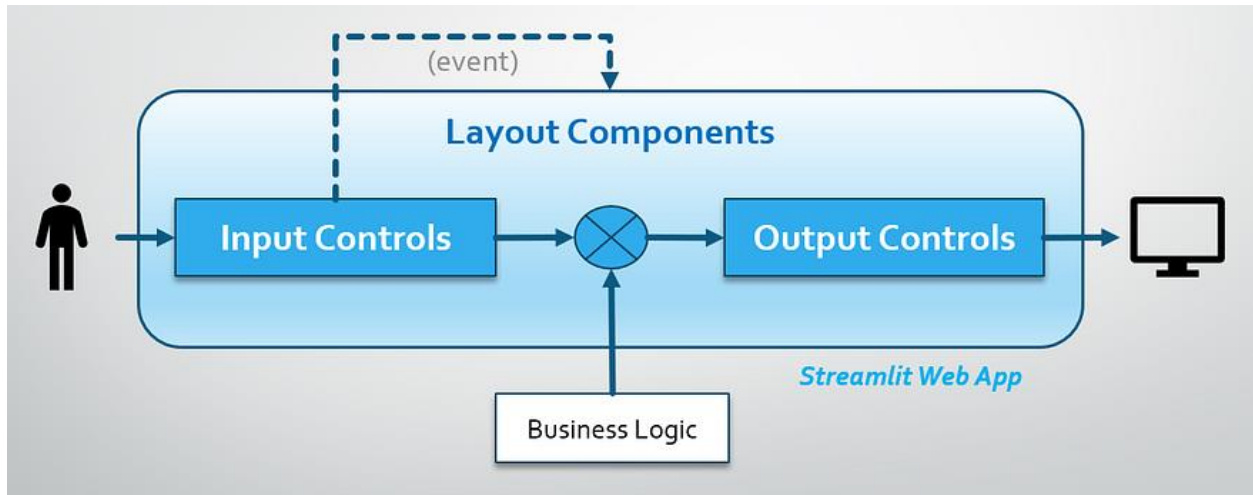 (event)
Layout Components
Input Controls
Output Controls
Streamlit Web App
Business Logic